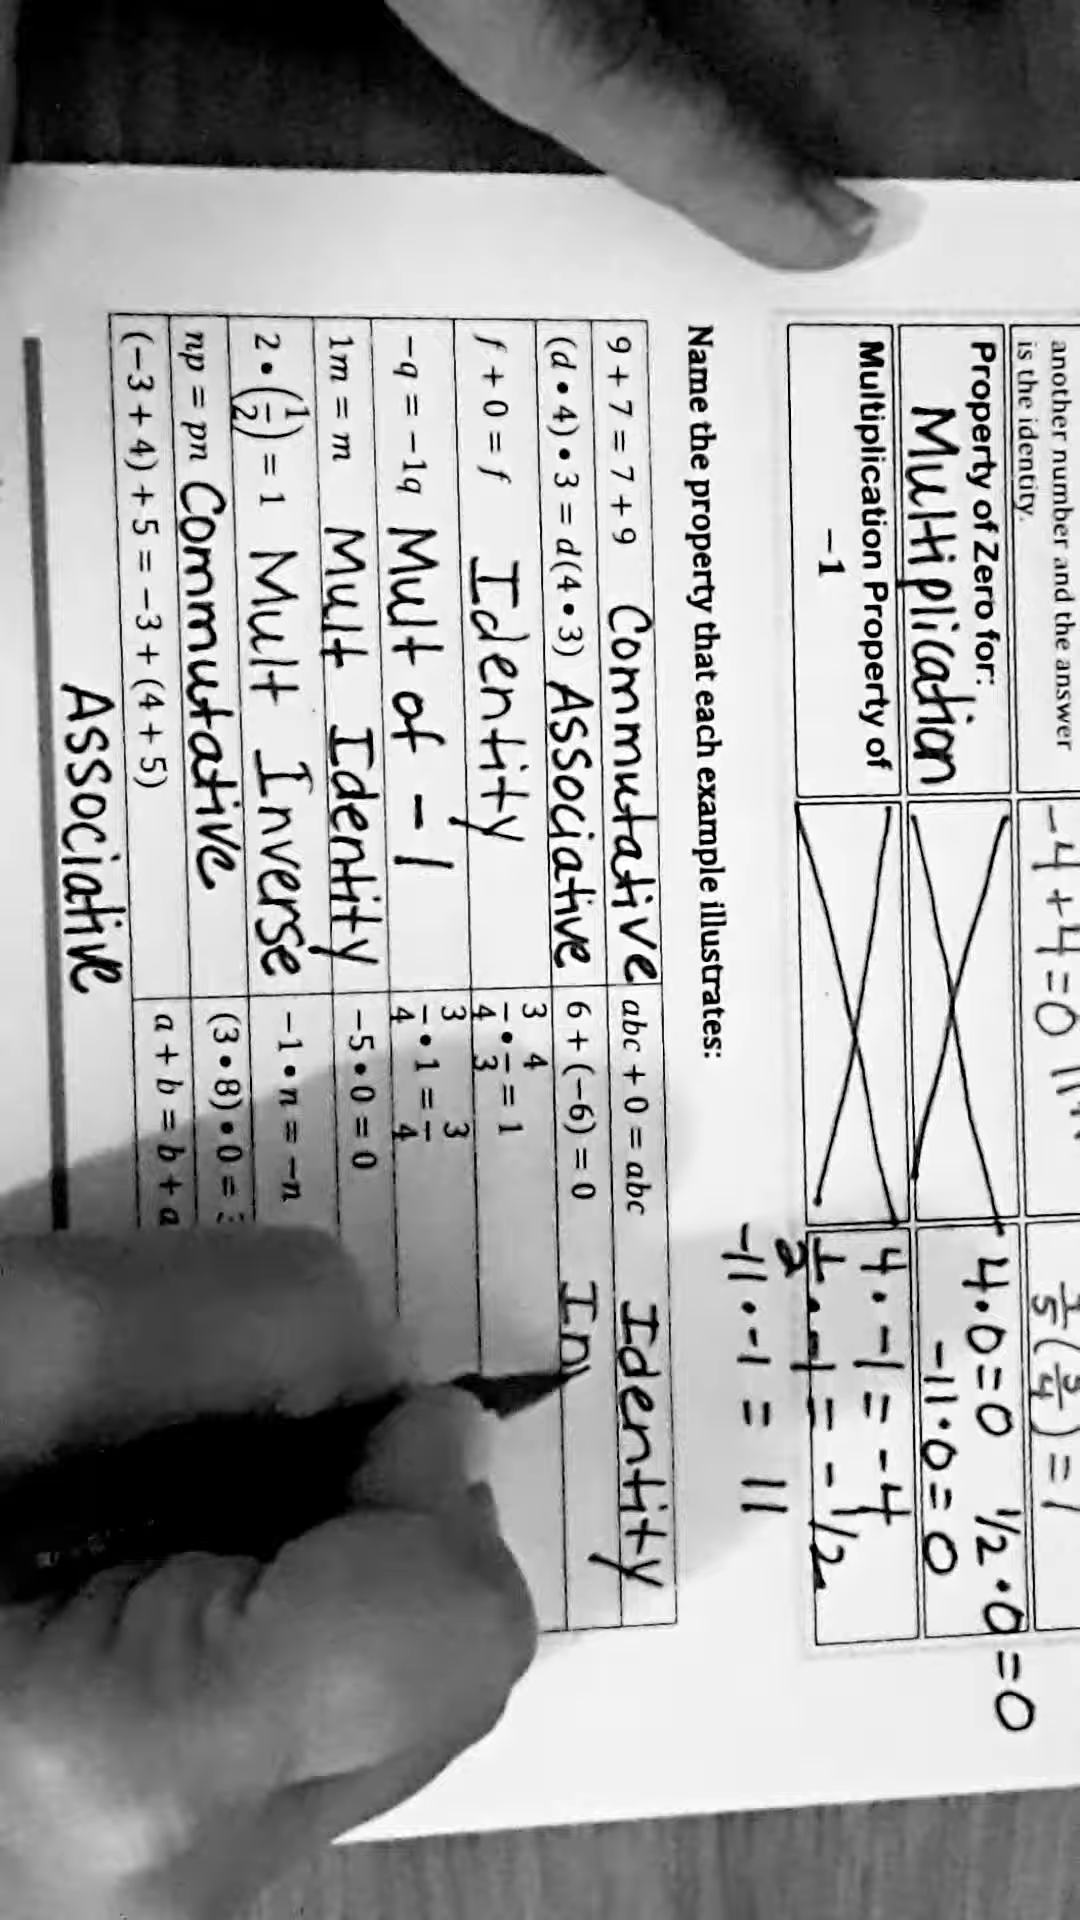 another number and the answer
is the identity.
-4 + 4 = 0
(5/4) = 1
Property of Zero for:
Multiplication
4·0=0 1/2·0=0
-11·0=0
Multiplication Property of
-1
4·-1=-4
1/2·-1=-1/2
-11·-1=11
Name the property that each example illustrates:
9 + 7 = 7 + 9 Commutative
abc + 0 = abc Identity
(d • 4) • 3 = d(4 • 3) Associative
6 + (−6) = 0 In
f + 0 = f Identity
3/4 • 4/3 = 1
−q = −1q Mult of -1
3/4 • 1 = 3/4
1m = m Mult Identity
−5 • 0 = 0
2 • (1/2) = 1 Mult Inverse
−1 • n = −n
np = pn Commutative
(3 • 8) • 0 =
(−3 + 4) + 5 = −3 + (4 + 5)
Associative
a + b = b + a